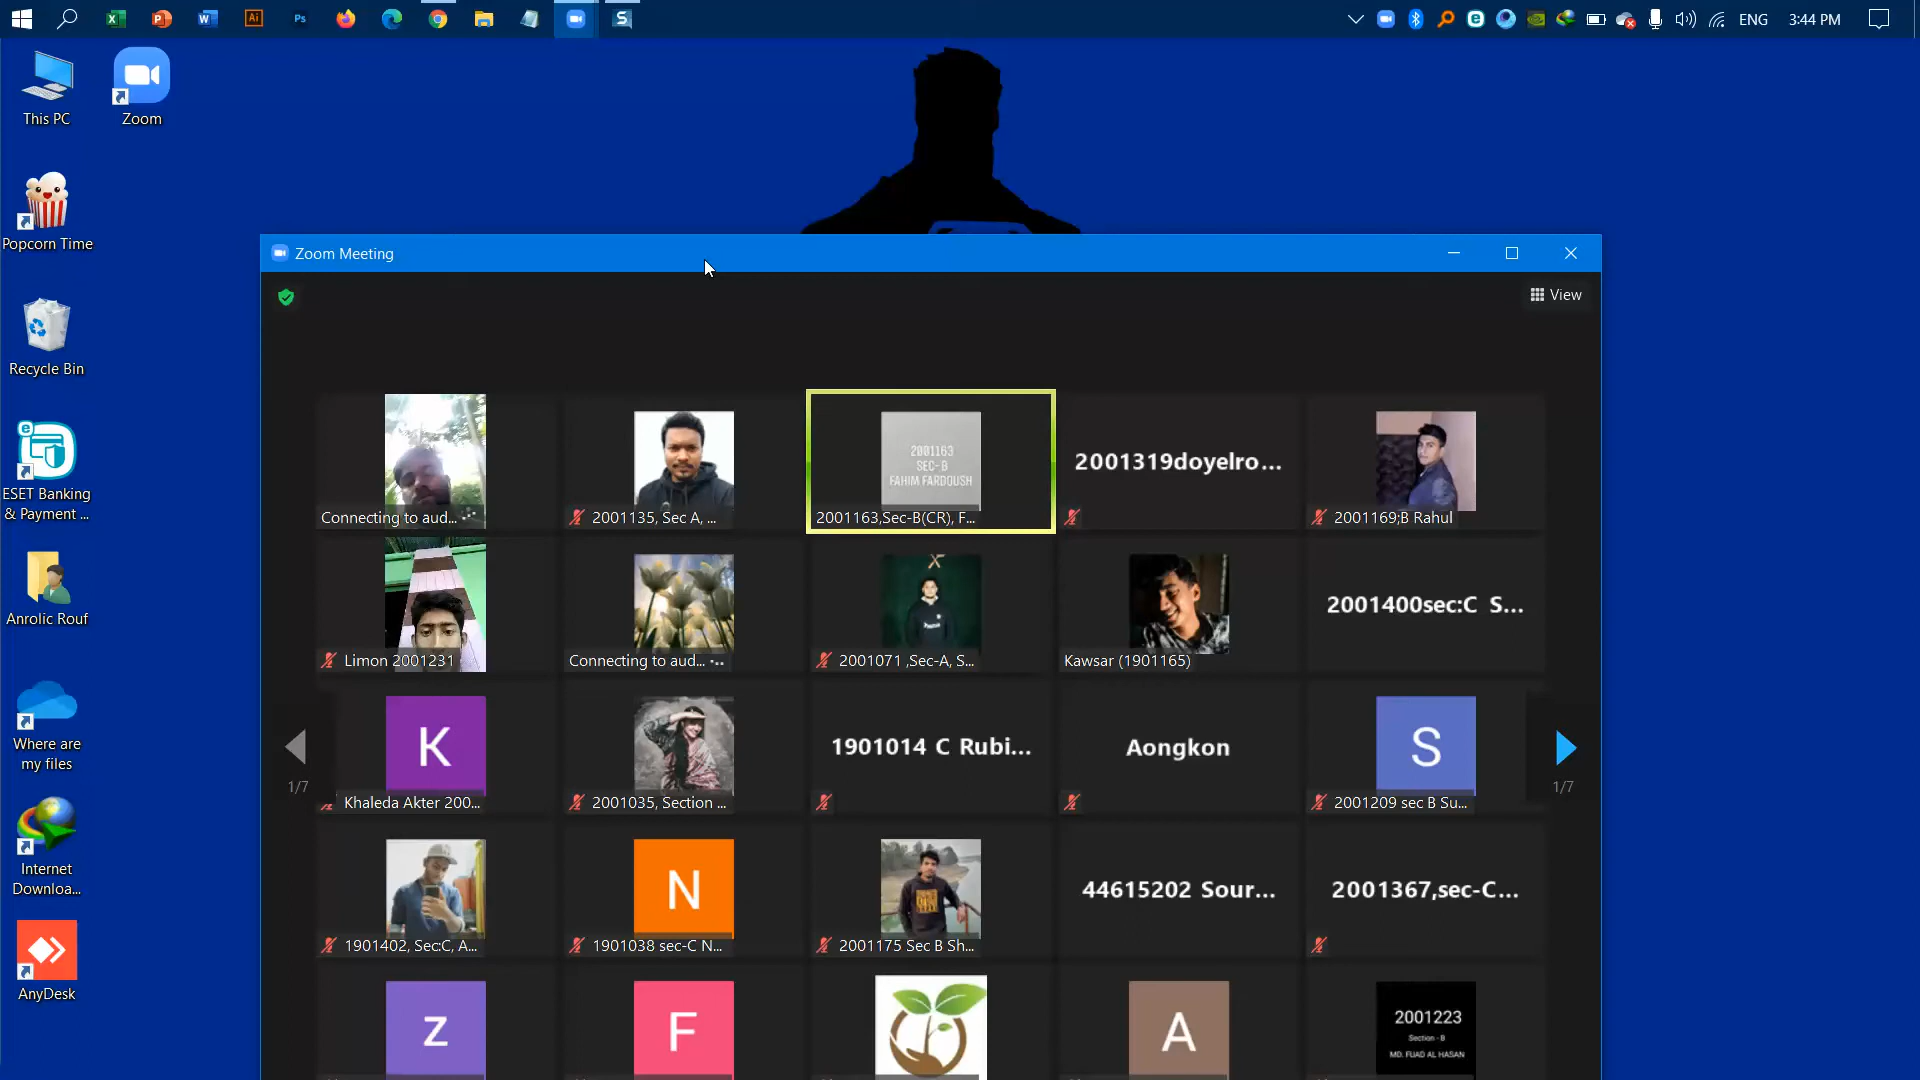 Ai
Ps
S
ENG
3:44 PM
This PC
Zoom
Popcorn Time
Recycle Bin
ESET Banking
& Payment ...
Anrolic Rouf
Where are
my files
Internet
Downloa...
AnyDesk
Zoom Meeting
View
Connecting to aud...
2001135, Sec A, ...
2001163
SEC- B
FAHIM FARDOUSH
2001163,Sec-B(CR), F...
2001319doyelro...
2001169;B Rahul
Limon 2001231
Connecting to aud...
2001071 ,Sec-A, S...
Kawsar (1901165)
2001400sec:C S...
1/7
K
Khaleda Akter 200...
2001035, Section ...
1901014 C Rubi...
Aongkon
S
2001209 sec B Su...
1/7
1901402, Sec:C, A...
N
1901038 sec-C N...
2001175 Sec B Sh...
44615202 Sour...
2001367,sec-C...
z
F
A
2001223
Section - B
MD. FUAD AL HASAN